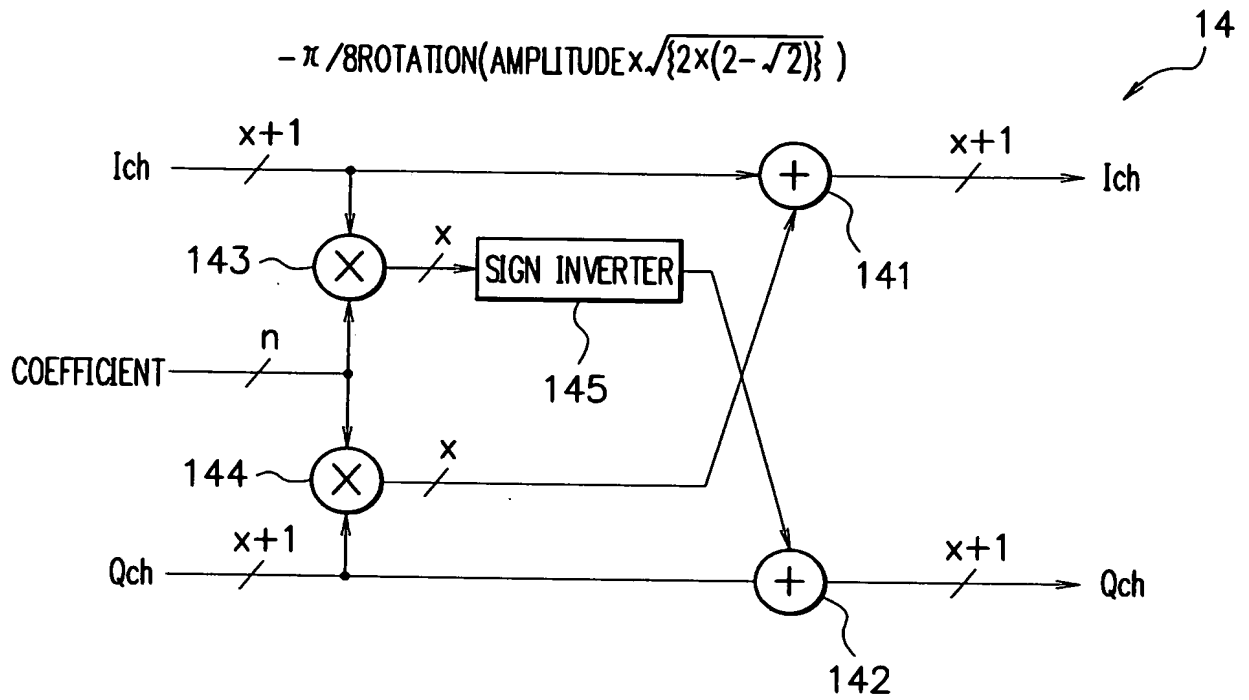 14
-π/8ROTATION(AMPLITUDE×√{2×(2-√2)})
x+1
x+1
Ich
+
Ich
143
×
x
SIGN INVERTER
141
n
COEFFICIENT
145
144
×
x
x+1
x+1
Qch
+
Qch
142